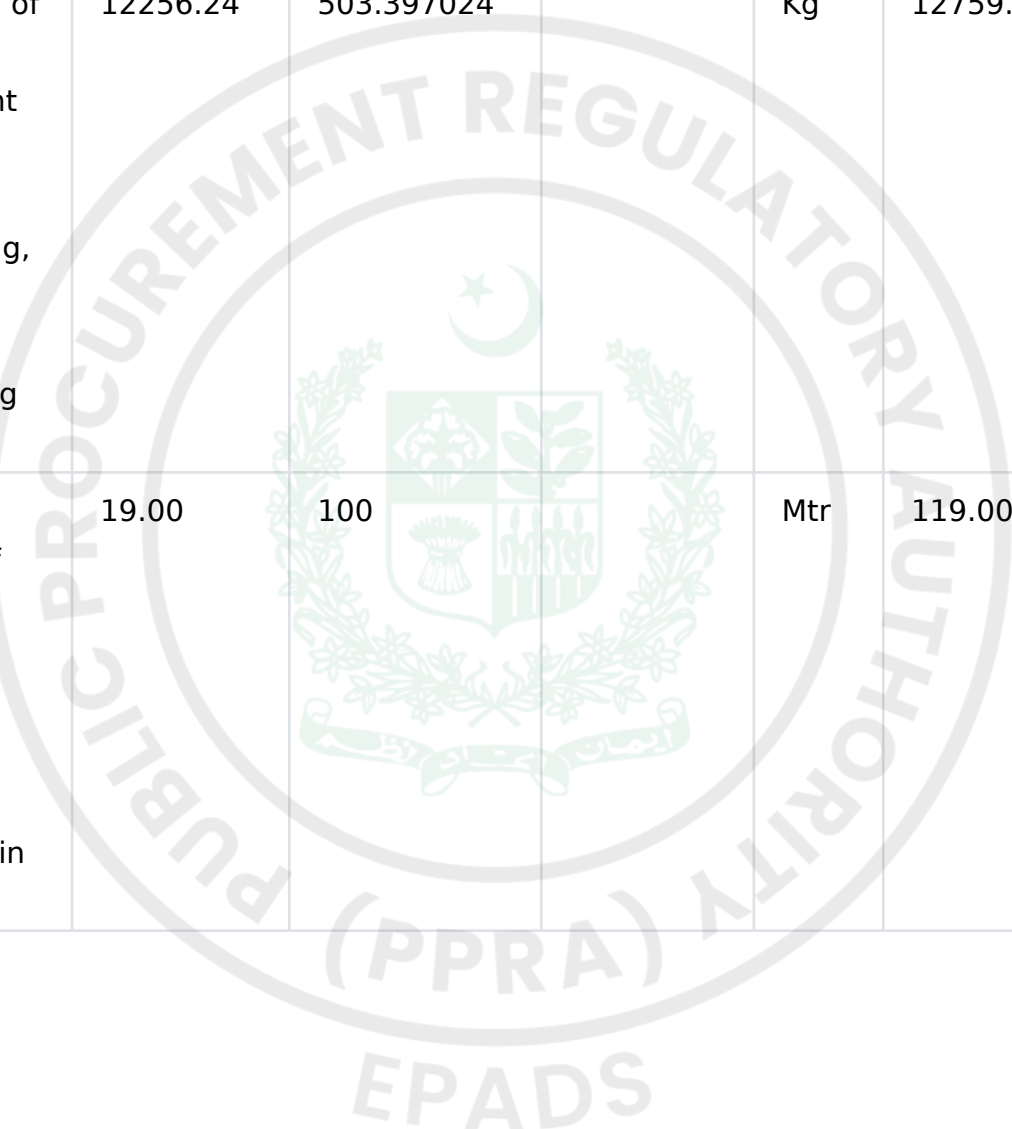 of 12256.24 503.397024 Kg 12759.
nt
g,
g
19.00 100 Mtr 119.00
in
PUBLIC PROCUREMENT REGULATORY AUTHORITY
(PPRA)
EPADS